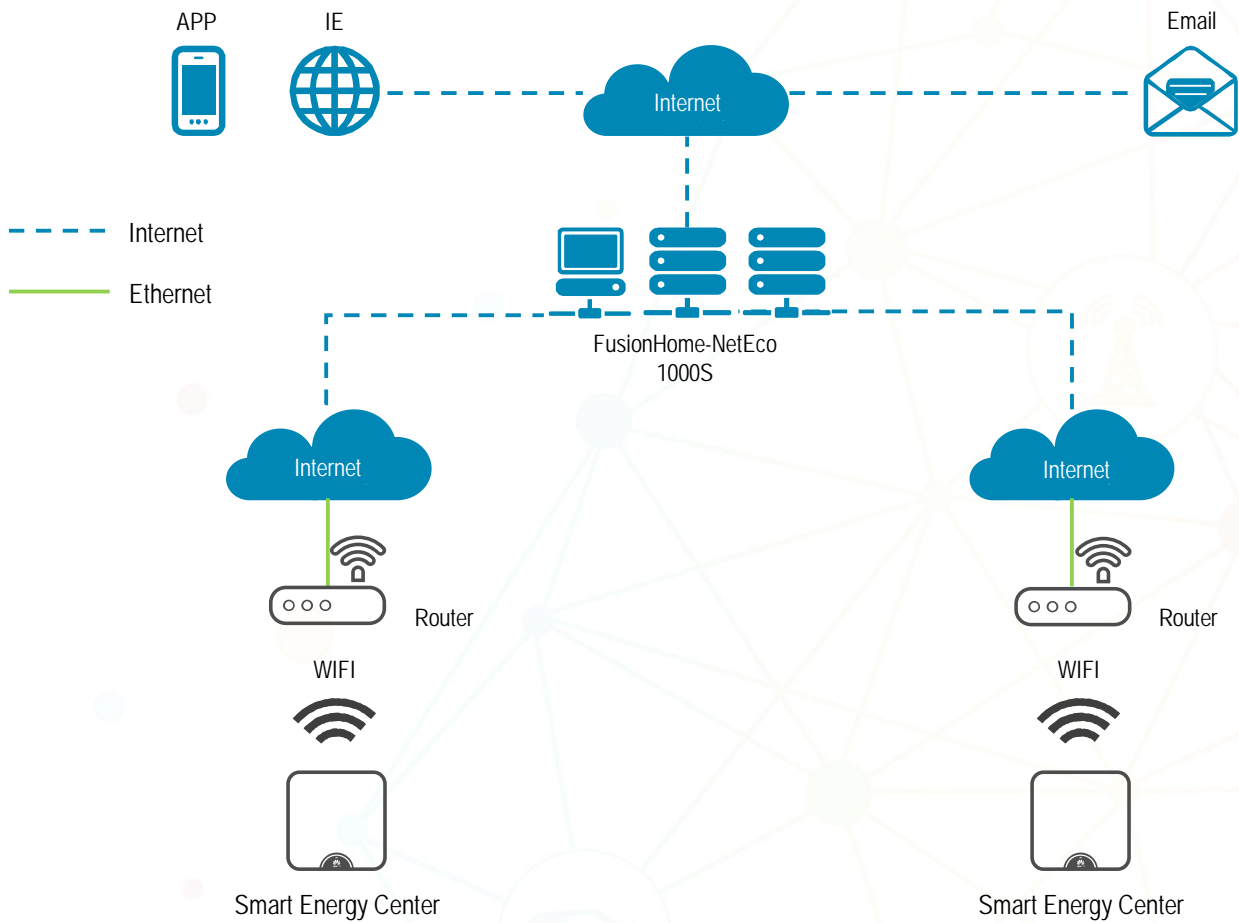 APP
IE
Email
Internet
Internet
Ethernet
FusionHome-NetEco
1000S
Internet
Internet
Router
Router
WIFI
WIFI
Smart Energy Center
Smart Energy Center